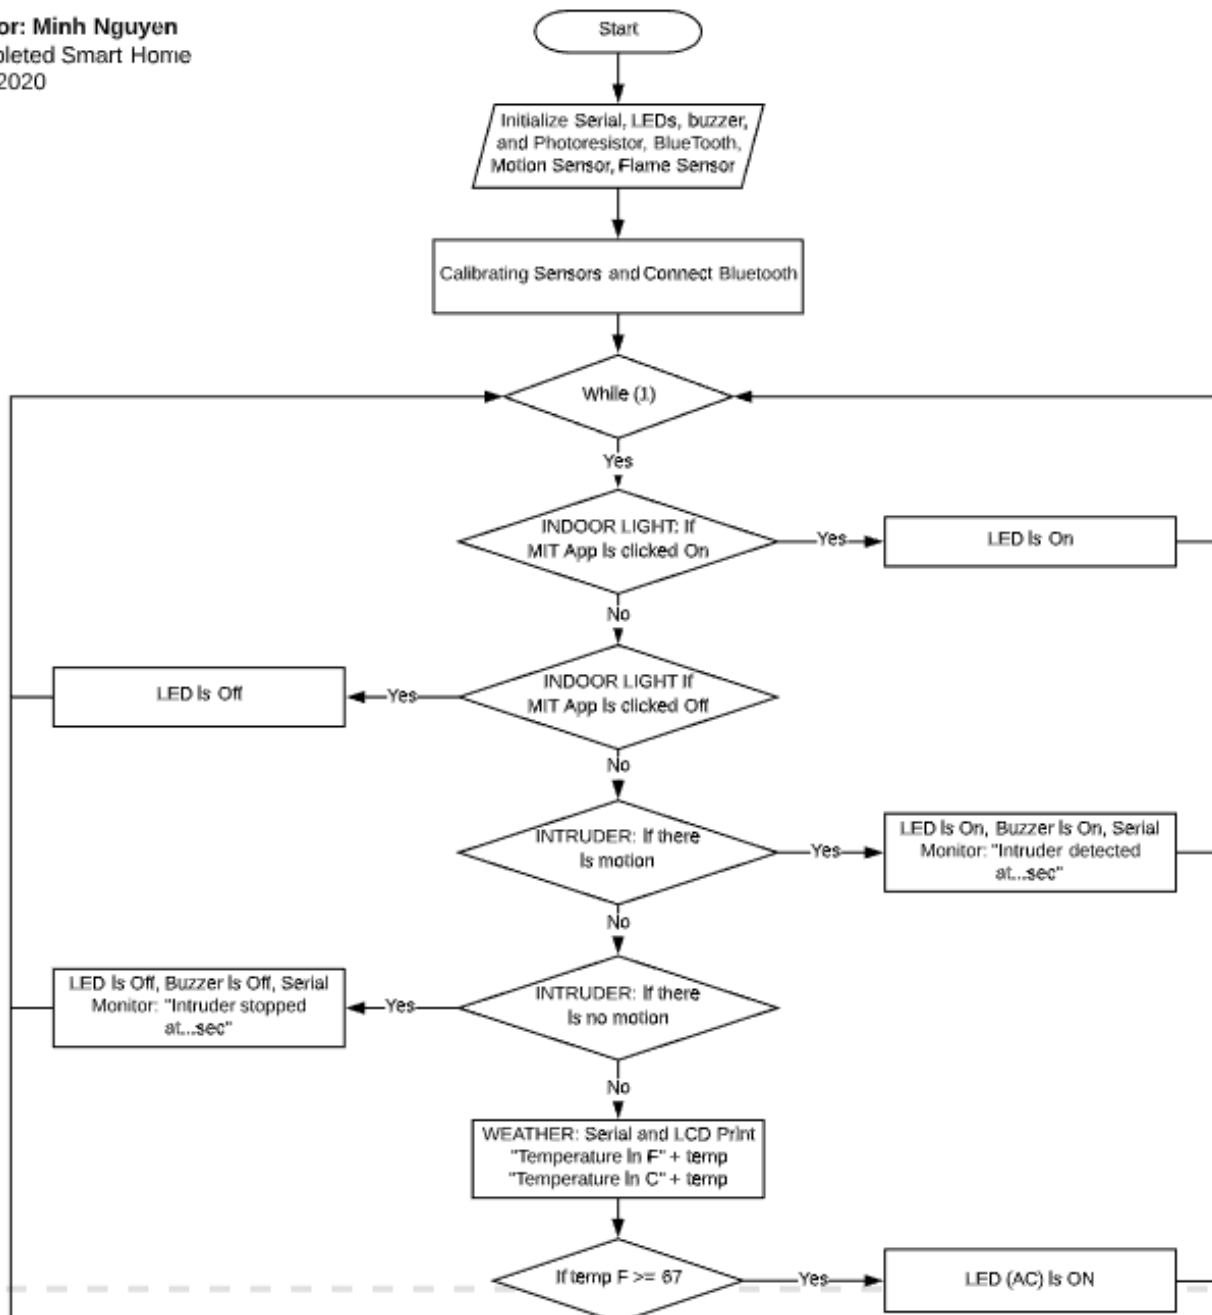 or: Minh Nguyen
pleted Smart Home
2020
Start
Initialize Serial, LEDs, buzzer,
and Photoresistor, BlueTooth,
Motion Sensor, Flame Sensor
Calibrating Sensors and Connect Bluetooth
While (1)
Yes
INDOOR LIGHT: If
MIT App Is clicked On
Yes
LED Is On
No
INDOOR LIGHT If
MIT App Is clicked Off
Yes
LED Is Off
No
INTRUDER: If there
Is motion
Yes
LED Is On, Buzzer Is On, Serial
Monitor: "Intruder detected
at...sec"
No
INTRUDER: If there
Is no motion
Yes
LED Is Off, Buzzer Is Off, Serial
Monitor: "Intruder stopped
at...sec"
No
WEATHER: Serial and LCD Print
"Temperature In F" + temp
"Temperature In C" + temp
If temp F >= 67
Yes
LED (AC) Is ON